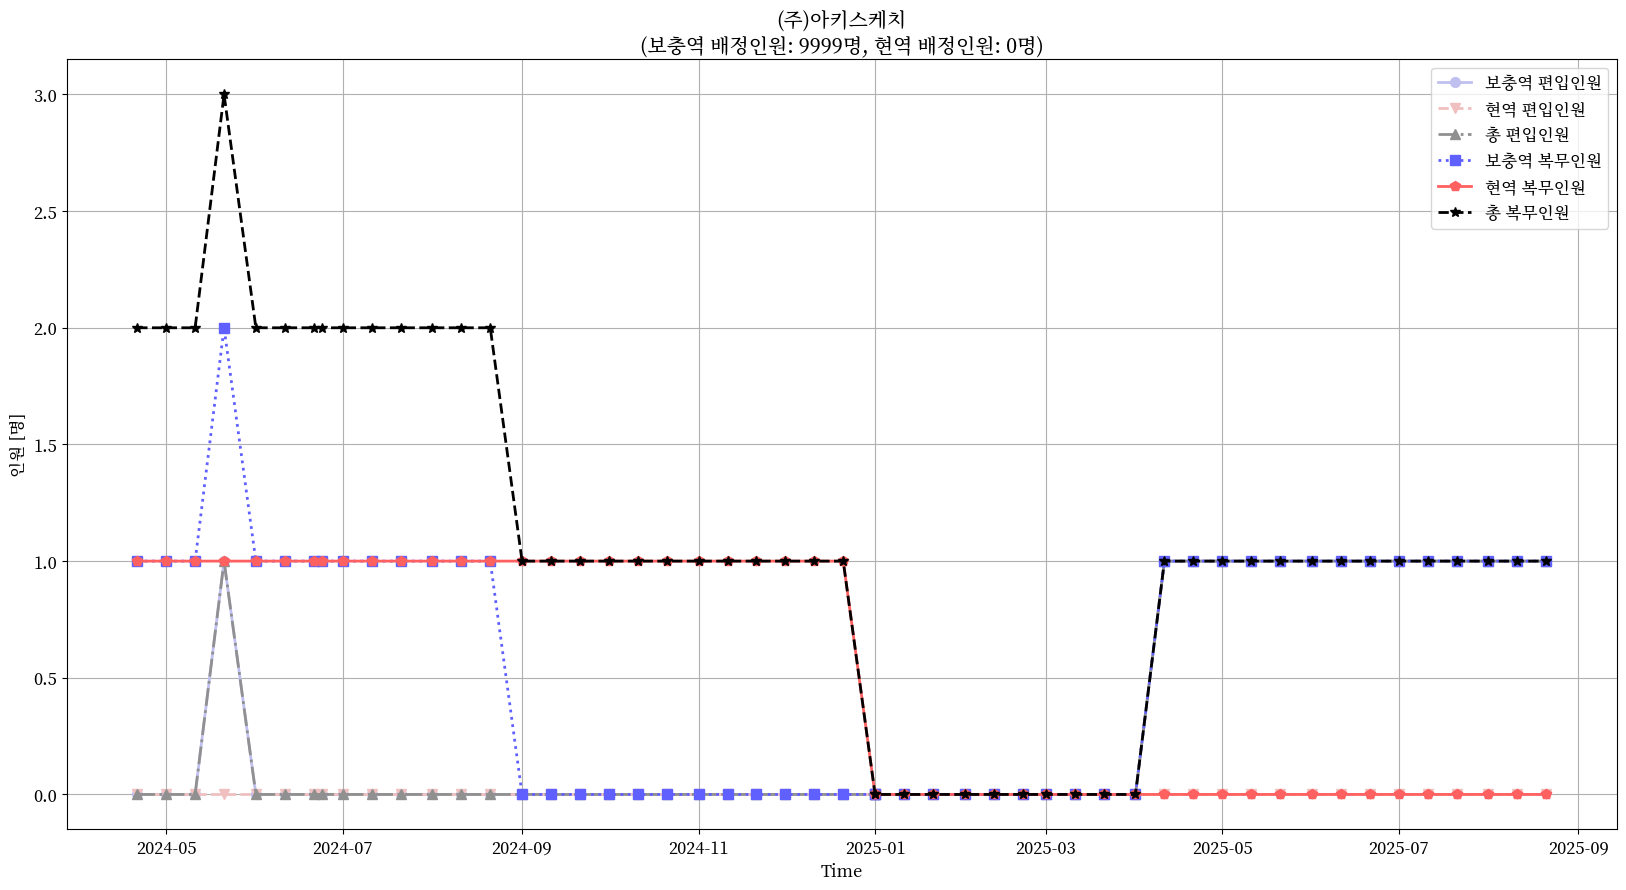 (주)아키스케치
(보충역 배정인원: 9999명, 현역 배정인원: 0명)
보충역 편입인원
현역 편입인원
총 편입인원
보충역 복무인원
현역 복무인원
총 복무인원
인원 [명]
3.0
2.5
2.0
1.5
1.0
0.5
0.0
2024-05 2024-07 2024-09 2024-11 2025-01 2025-03 2025-05 2025-07 2025-09
Time